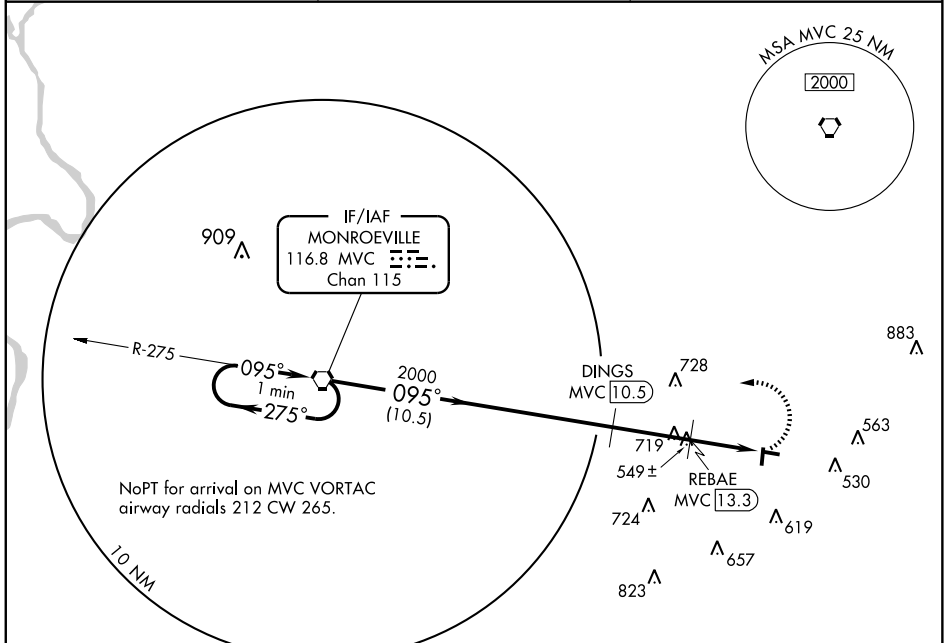 MSA MVC 25 NM
2000
IF/IAF
MONROEVILLE
116.8 MVC
Chan 115
909
883
R-275
095°
1 min
275°
2000
095°
(10.5)
DINGS
MVC 10.5
728
719
549±
563
530
REBAE
MVC 13.3
724
619
657
823
NoPT for arrival on MVC VORTAC
airway radials 212 CW 265.
10 NM